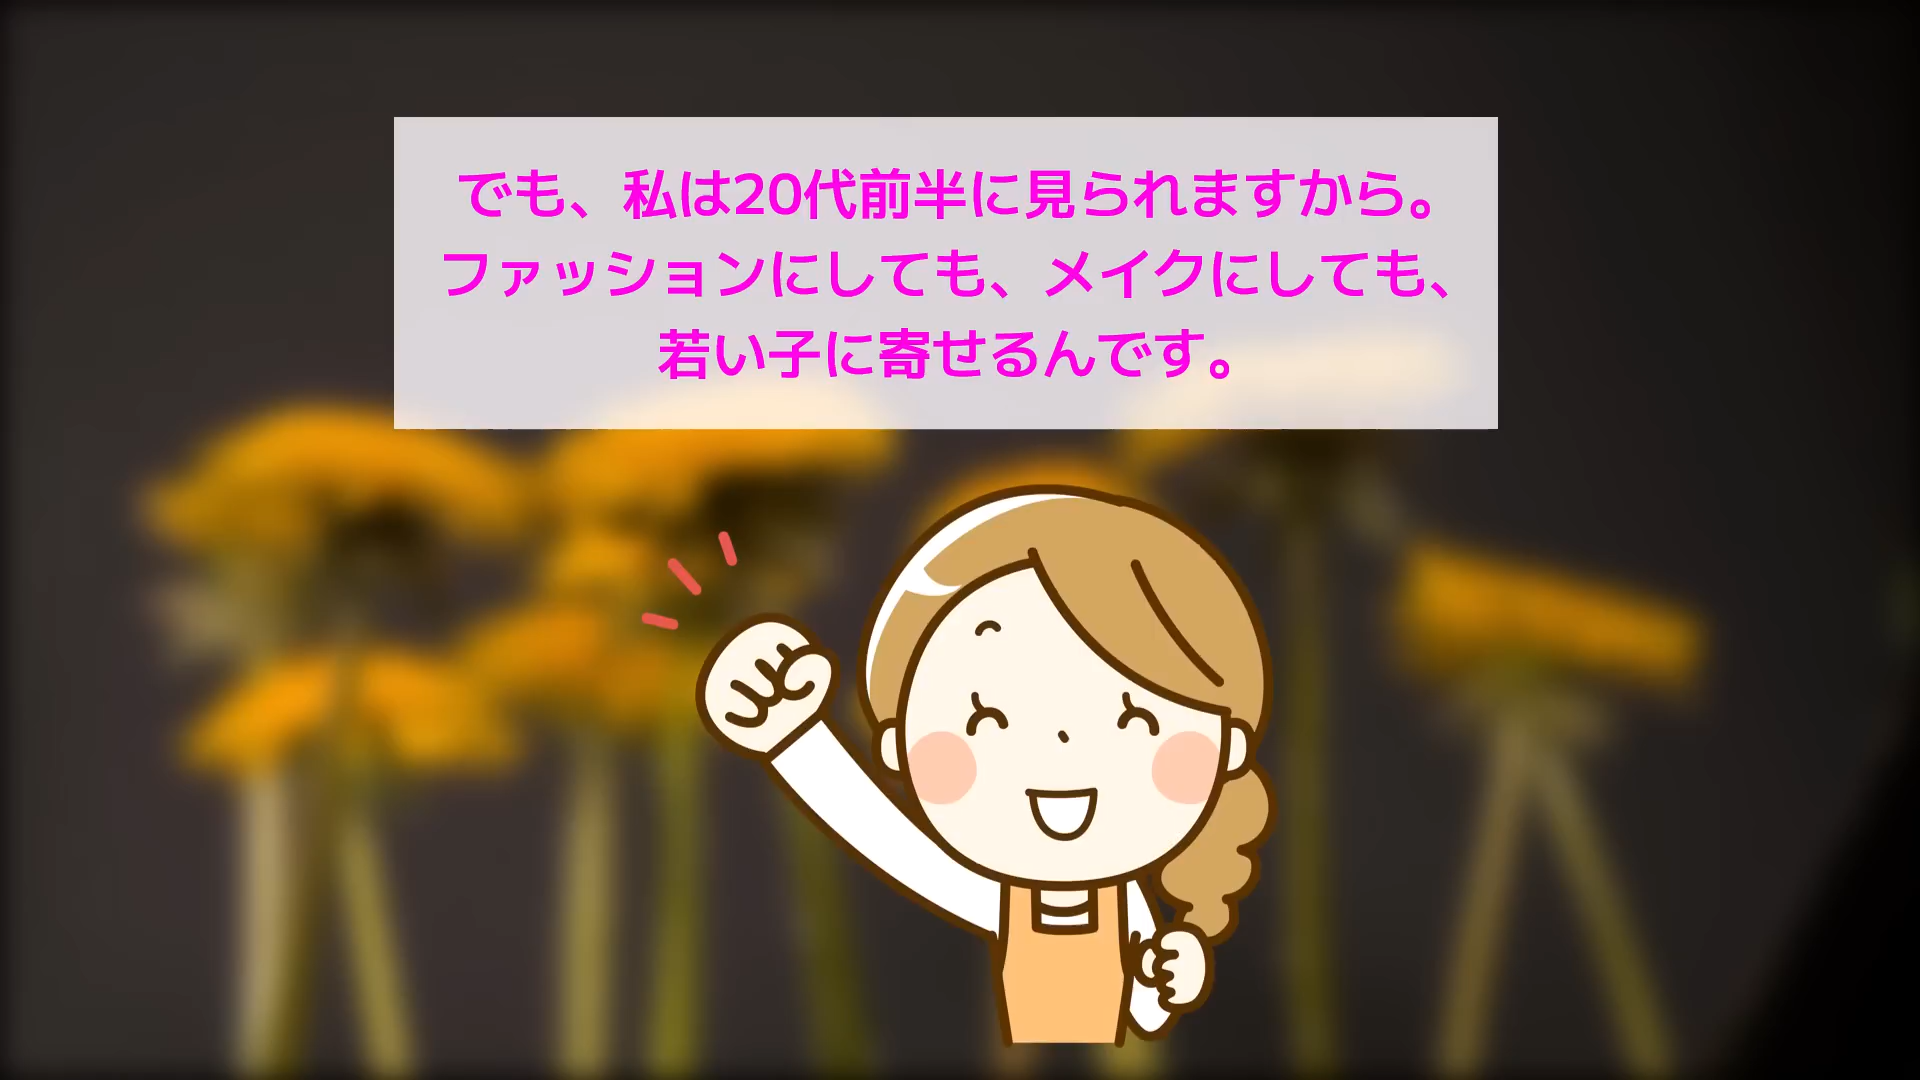 でも、私は20代前半に見られますから。
ファッションにしても、メイクにしても、
若い子に寄せるんです。